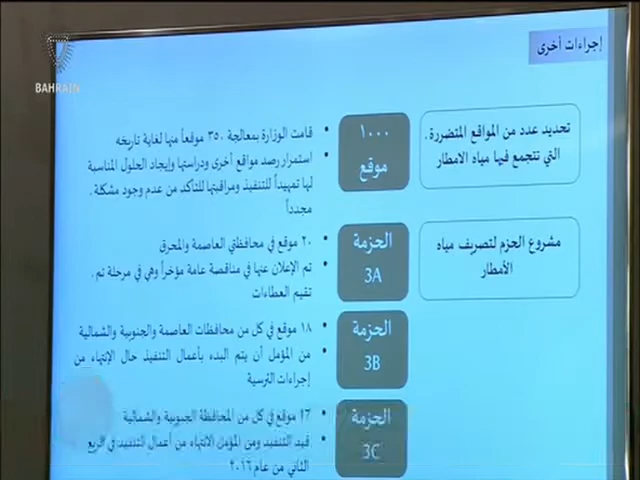 BAHRAIN
إجراءات أخرى
تحديد عدد من المواقع المتضررة
التي تتجمع فيها مياه الامطار
١٠٠٠
موقع
• قامت الوزارة بمعالجة ٣٥٠ موقعاً منها لغاية تاريخه
• استمرار رصد مواقع أخرى ودراستها وإيجاد الحلول المناسبة
لها تمهيداً للتنفيذ ومراقبتها للتأكد من عدم وجود مشكلة
مجدداً
مشروع الحزم لتصريف مياه
الأمطار
الحزمة
3A
• ٢٠ موقع في محافظتي العاصمة والمحرق
• تم الإعلان عنها في مناقصة عامة مؤخراً وهي في مرحلة تم
تقيم العطاءات
الحزمة
3B
• ١٨ موقع في كل من محافظات العاصمة والجنوبية والشمالية
• من المؤمل أن يتم البدء بأعمال التنفيذ حال الإنتهاء من
إجراءات الترسية
الحزمة
3C
• موقع في كل من المحافظة الجنوبية والشمالية
• قيد التنفيذ ومن المؤمل الانتهاء من أعمال التنفيذ في الربع
الثاني من عام ٢٠١٦